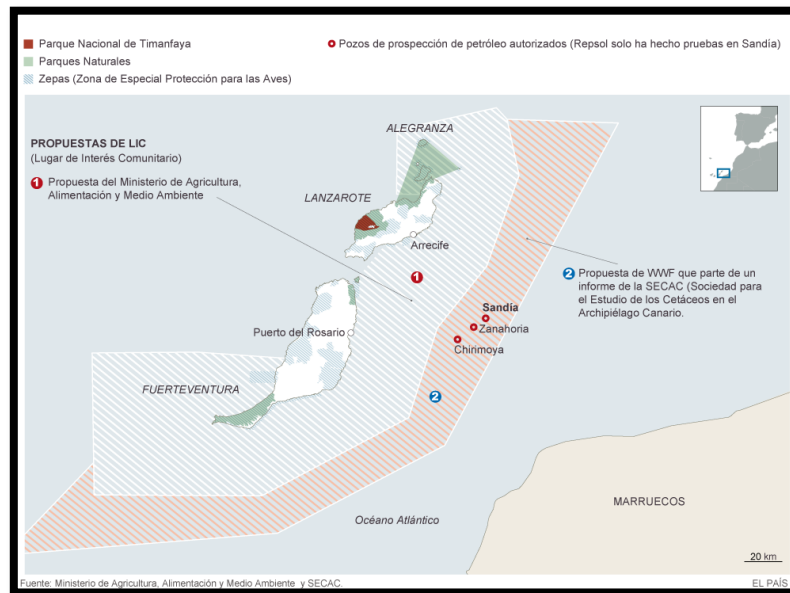 Parque Nacional de Timanfaya
Parques Naturales
Zepas (Zona de Especial Protección para las Aves)
Pozos de prospección de petróleo autorizados (Repsol solo ha hecho pruebas en Sandía)
PROPUESTAS DE LIC
(Lugar de Interés Comunitario)
1 Propuesta del Ministerio de Agricultura,
Alimentación y Medio Ambiente
ALEGRANZA
LANZAROTE
Arrecife
1
2 Propuesta de WWF que parte de un
informe de la SECAC (Sociedad para
el Estudio de los Cetáceos en el
Archipiélago Canario.
Sandía
Zanahoria
Chirimoya
Puerto del Rosario
FUERTEVENTURA
2
MARRUECOS
Océano Atlántico
20 km
Fuente: Ministerio de Agricultura, Alimentación y Medio Ambiente y SECAC.
EL PAÍS